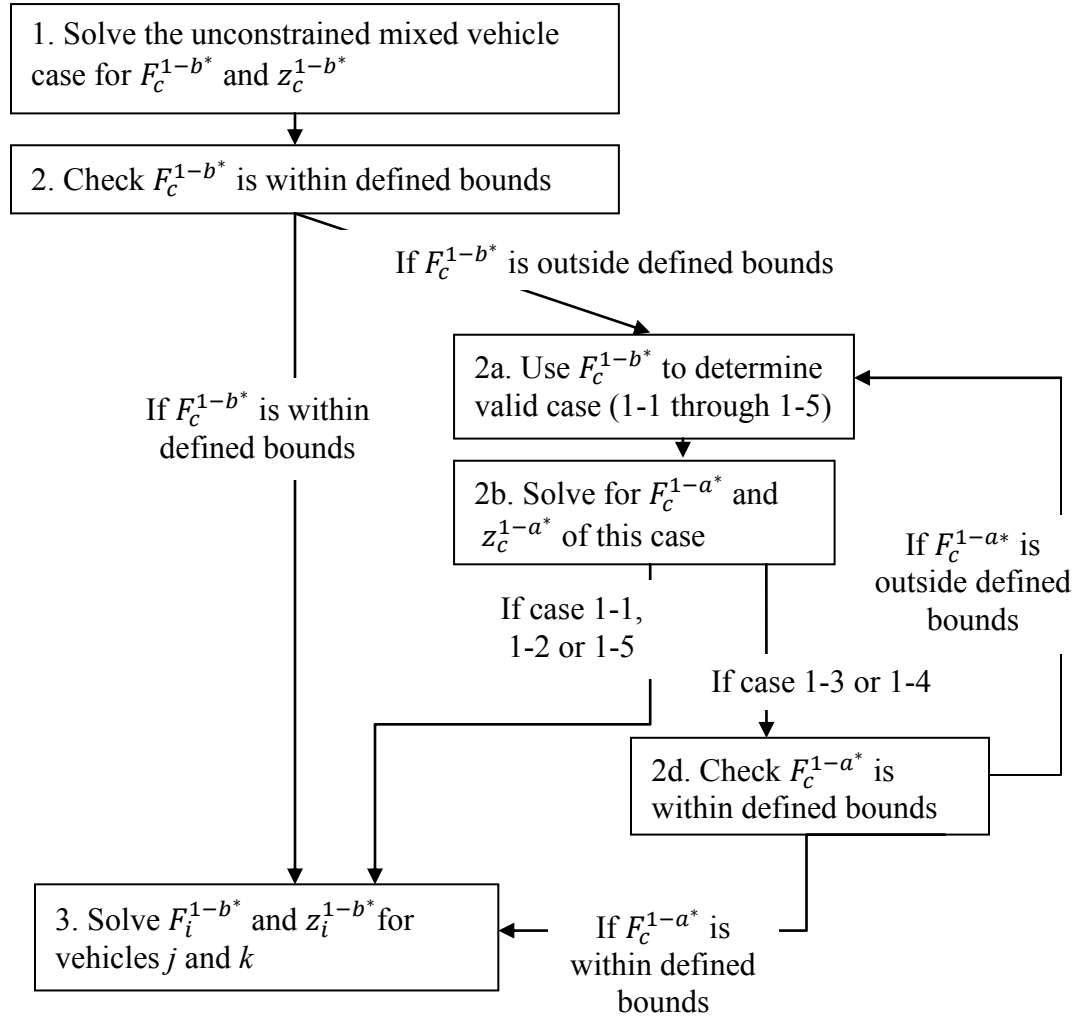 1. Solve the unconstrained mixed vehicle
case for $F_c^{1-b^*}$ and $z_c^{1-b^*}$
2. Check $F_c^{1-b^*}$ is within defined bounds
If $F_c^{1-b^*}$ is outside defined bounds
2a. Use $F_c^{1-b^*}$ to determine
valid case (1-1 through 1-5)
If $F_c^{1-b^*}$ is within
defined bounds
2b. Solve for $F_c^{1-a^*}$ and
$z_c^{1-a^*}$ of this case
If $F_c^{1-a*}$ is
outside defined
bounds
If case 1-1,
1-2 or 1-5
If case 1-3 or 1-4
2d. Check $F_c^{1-a^*}$ is
within defined bounds
3. Solve $F_i^{1-b^*}$ and $z_i^{1-b^*}$ for
vehicles j and k
If $F_c^{1-a^*}$ is
within defined
bounds